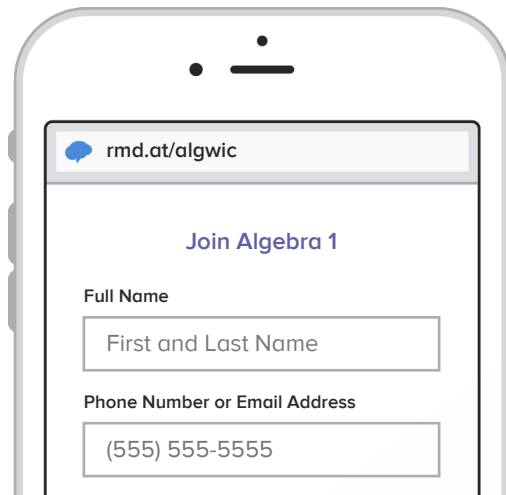 rmd.at/algwic
Join Algebra 1
Full Name
First and Last Name
Phone Number or Email Address
(555) 555-5555